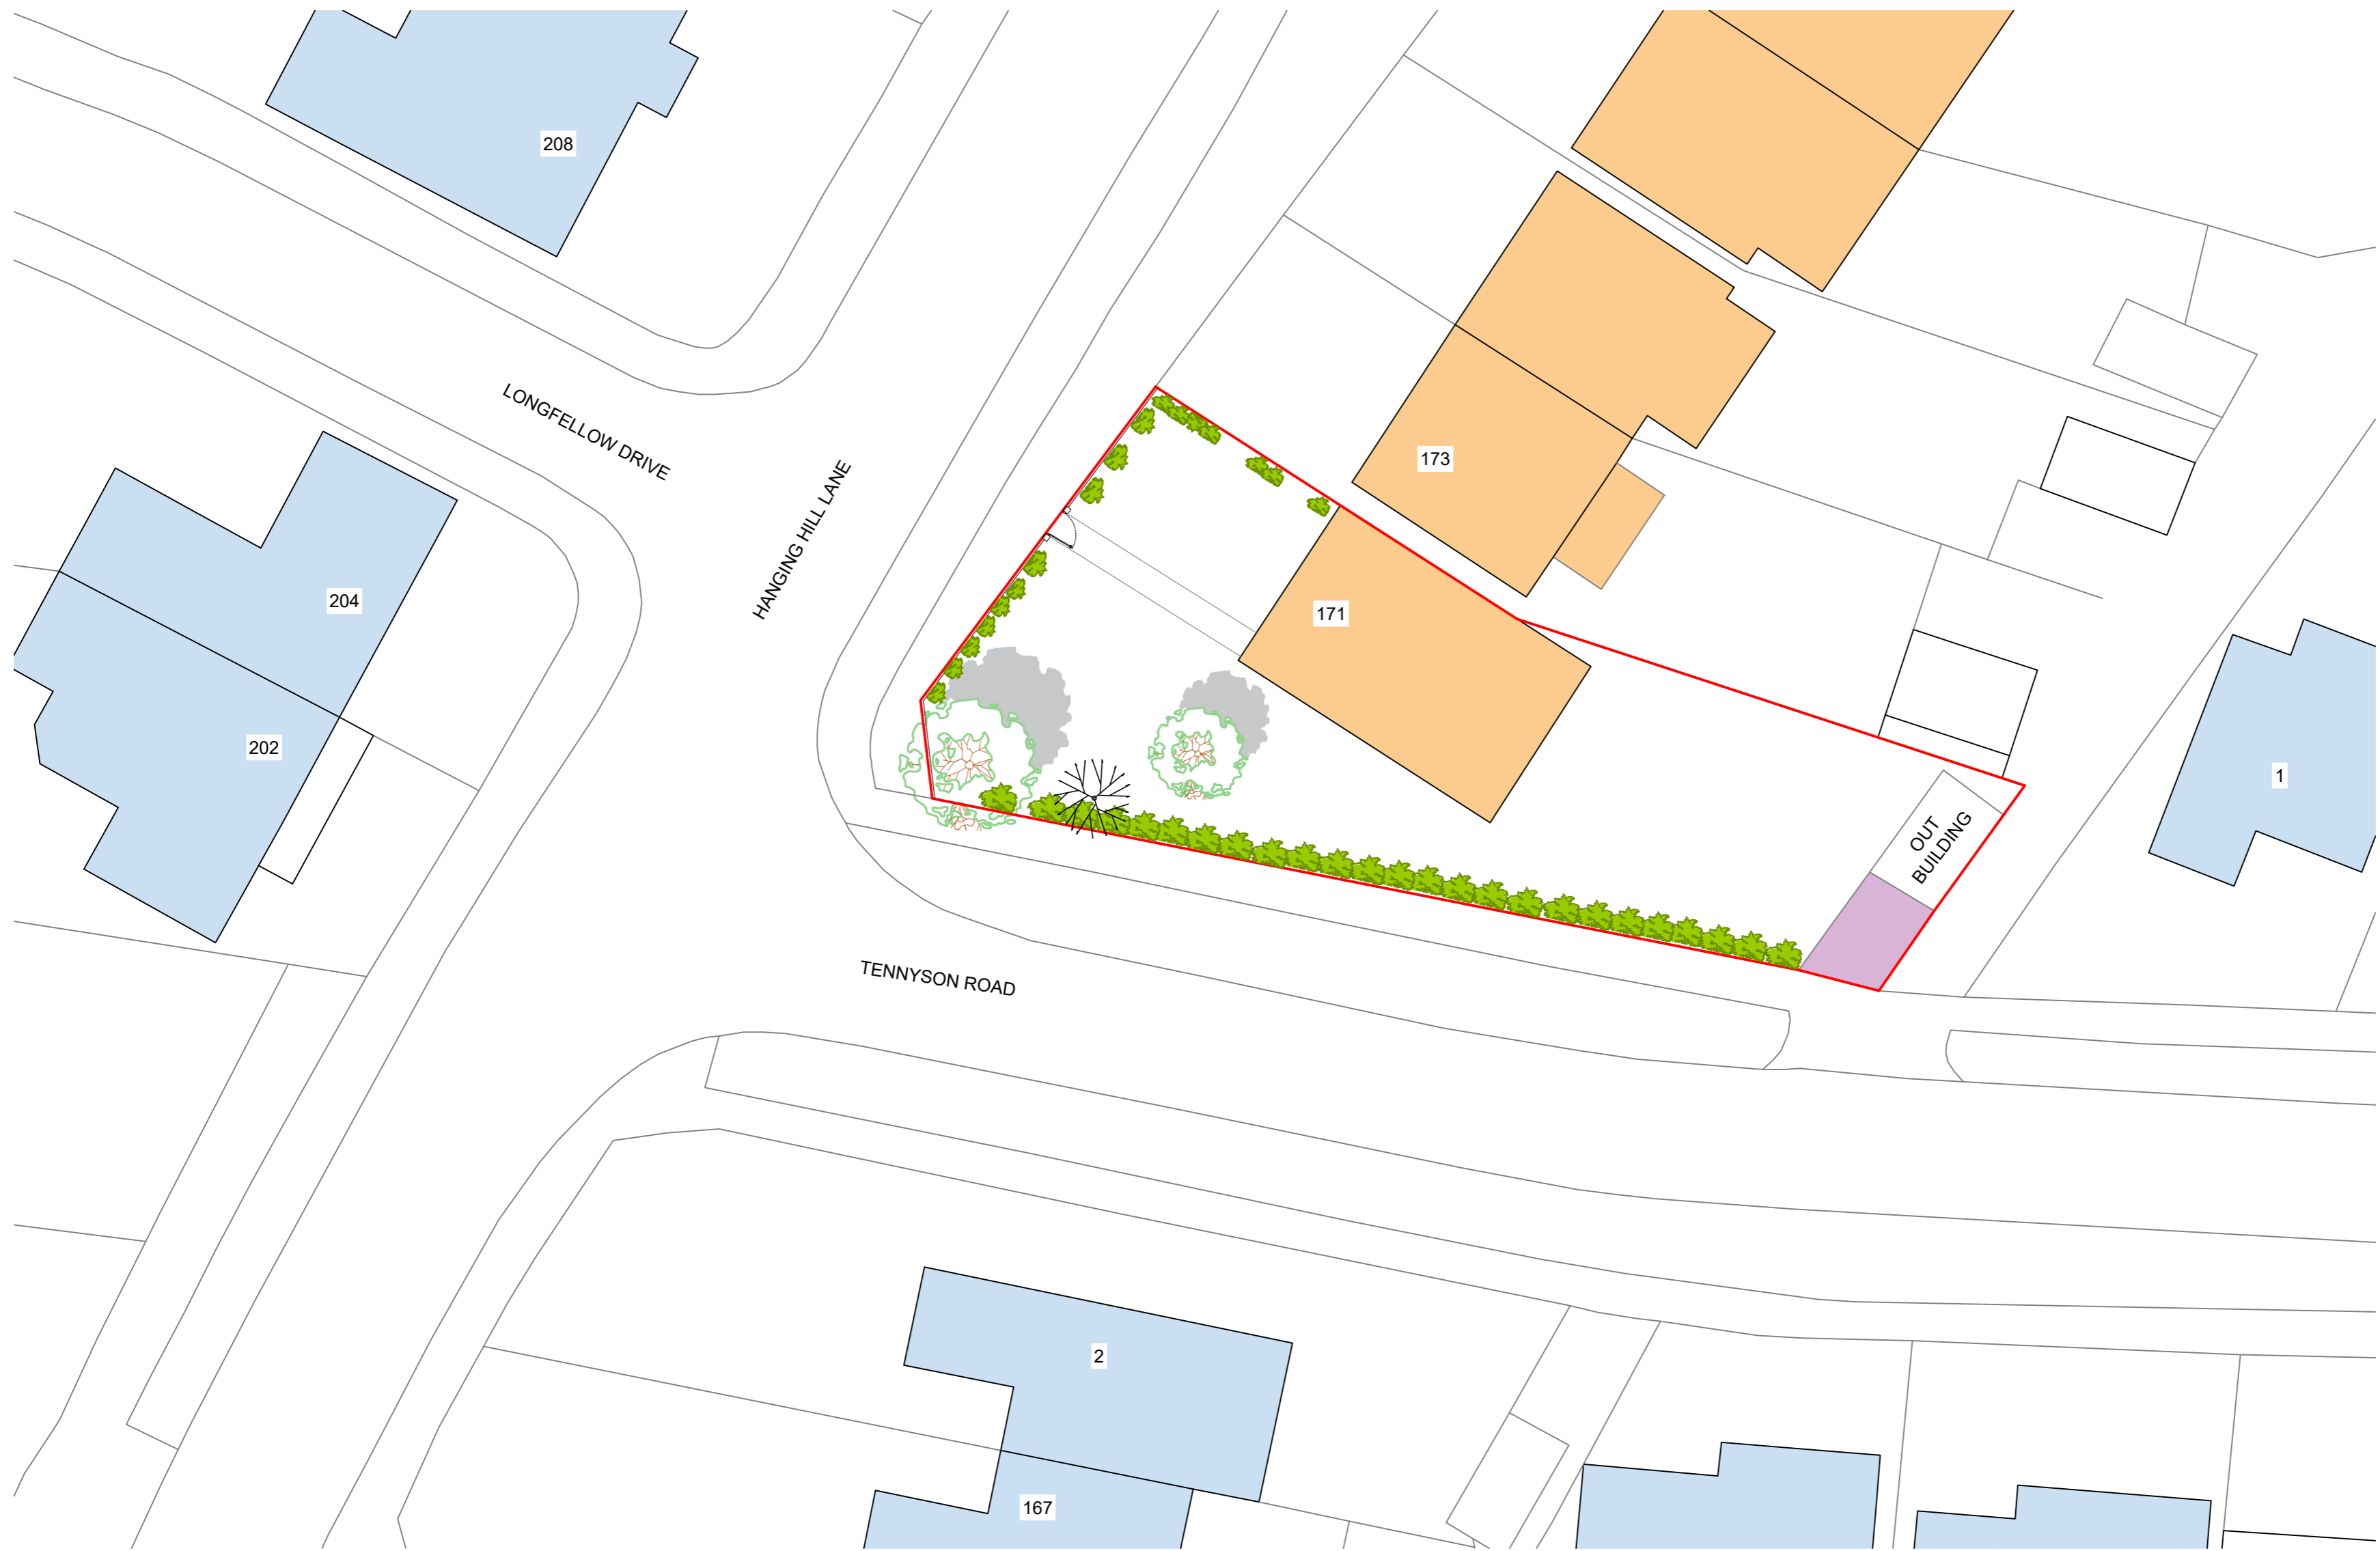 208
LONGFELLOW DRIVE
HANGING HILL LANE
173
204
171
202
1
OUT
BUILDING
TENNYSON ROAD
2
167